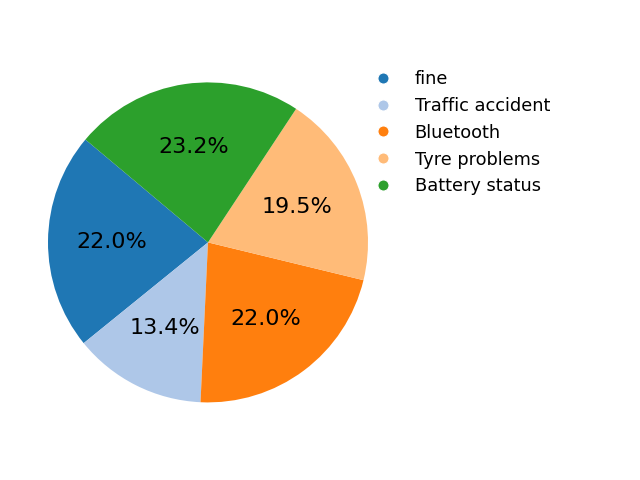 fine
Traffic accident
Bluetooth
Tyre problems
Battery status
23.2%
19.5%
22.0%
13.4%
22.0%